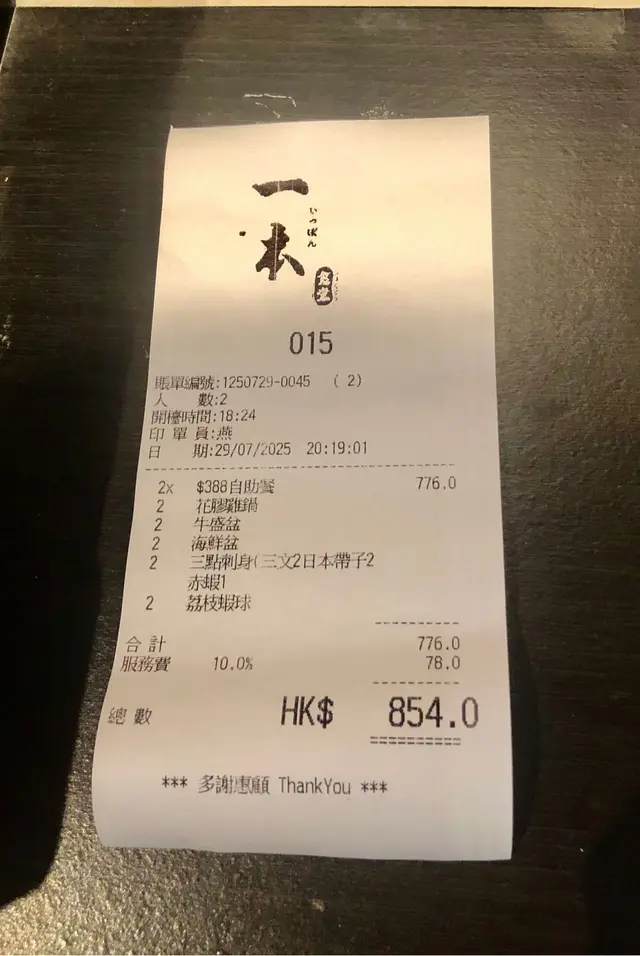 一本
いっぽん
食堂
015
賬單編號:1250729-0045 ( 2)
人 數:2
開檯時間:18:24
印 單 員:燕
日 期:29/07/2025 20:19:01
2x $388自助餐 776.0
2 花膠雞鍋
2 牛盛盆
2 海鮮盆
2 三點刺身(三文2日本帶子2
赤蝦1
2 荔枝蝦球
合 計 776.0
服務費 10.0% 78.0
總 數 HK$ 854.0
*** 多謝惠顧 ThankYou ***